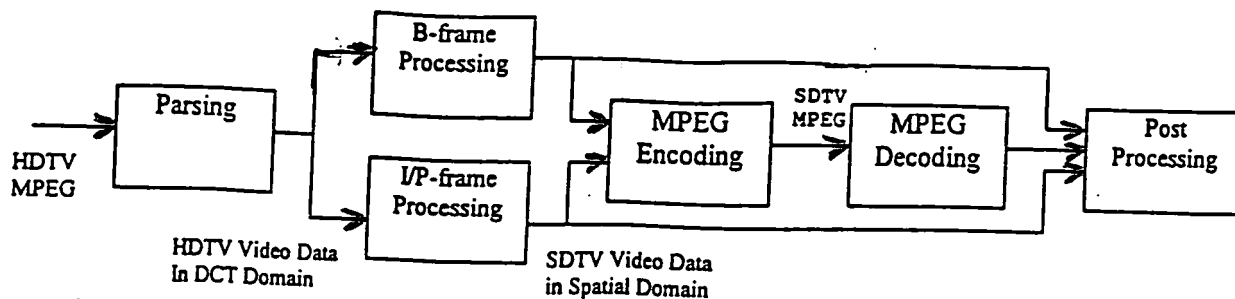 B-frame
Processing
Parsing
HDTV
MPEG
I/P-frame
Processing
MPEG
Encoding
SDTV
MPEG
MPEG
Decoding
Post
Processing
HDTV Video Data
In DCT Domain
SDTV Video Data
in Spatial Domain